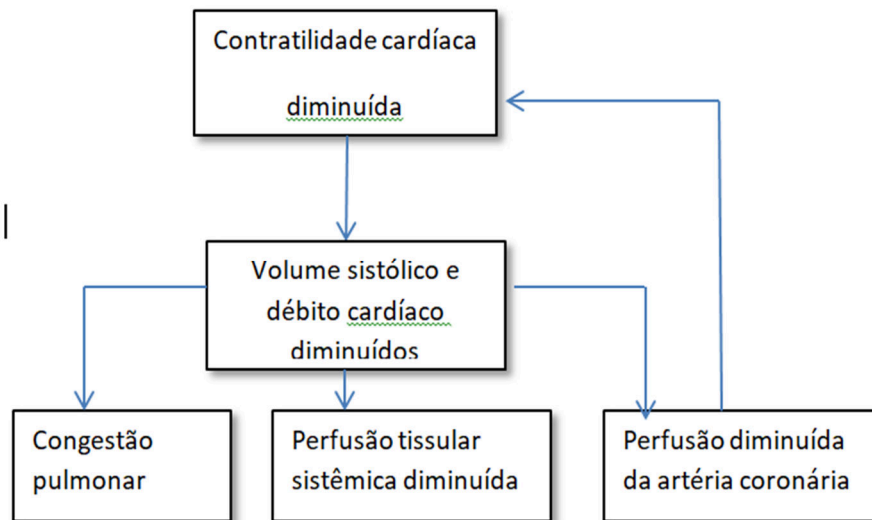 Contratilidade cardíaca
diminuída
Volume sistólico e
débito cardíaco
diminuídos
Congestão
pulmonar
Perfusão tissular
sistêmica diminuída
Perfusão diminuída
da artéria coronária